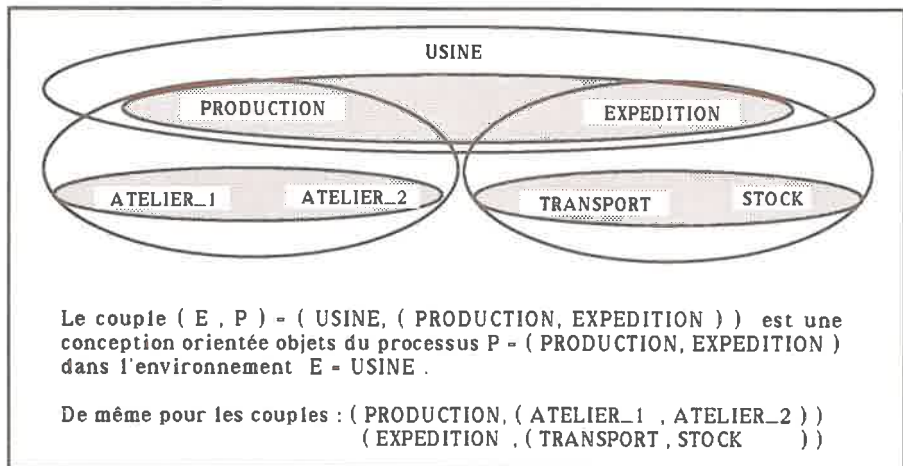 USINE
PRODUCTION EXPEDITION
ATELIER_1 ATELIER_2 TRANSPORT STOCK
Le couple ( E , P ) = ( USINE, ( PRODUCTION, EXPEDITION ) ) est une
conception orientée objets du processus P = ( PRODUCTION, EXPEDITION )
dans l'environnement E = USINE .
De même pour les couples : ( PRODUCTION, ( ATELIER_1 , ATELIER_2 ) )
( EXPEDITION , ( TRANSPORT , STOCK ) )